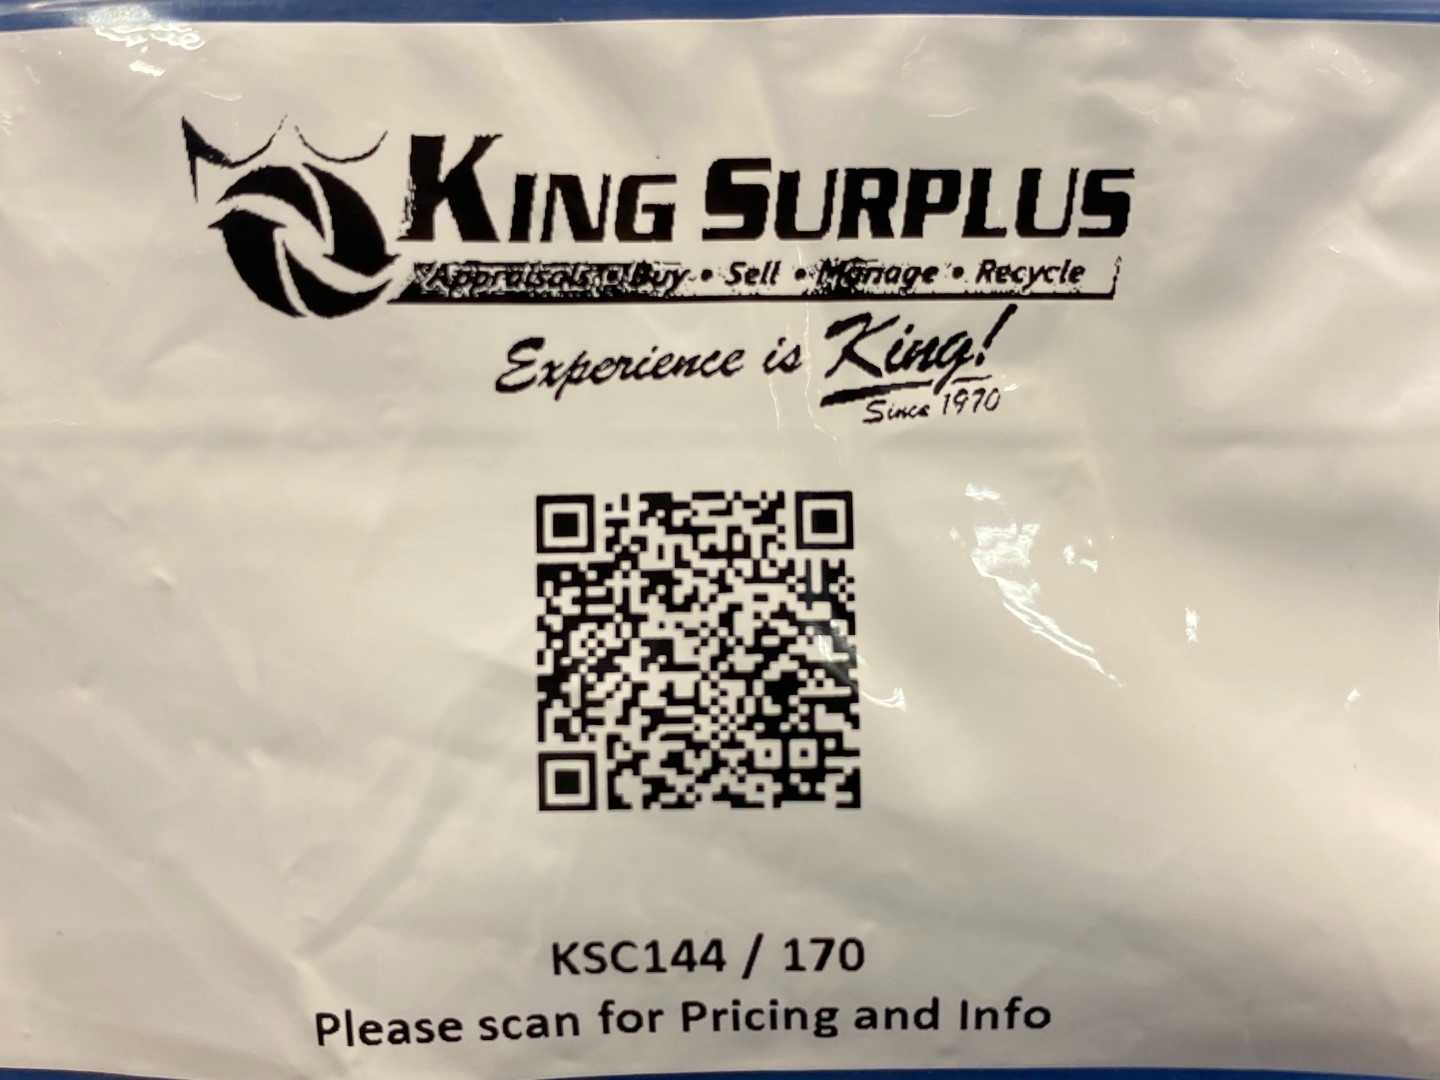 KING SURPLUS
Appraisals • Buy • Sell • Manage • Recycle
Experience is King!
Since 1970
KSC144 / 170
Please scan for Pricing and Info